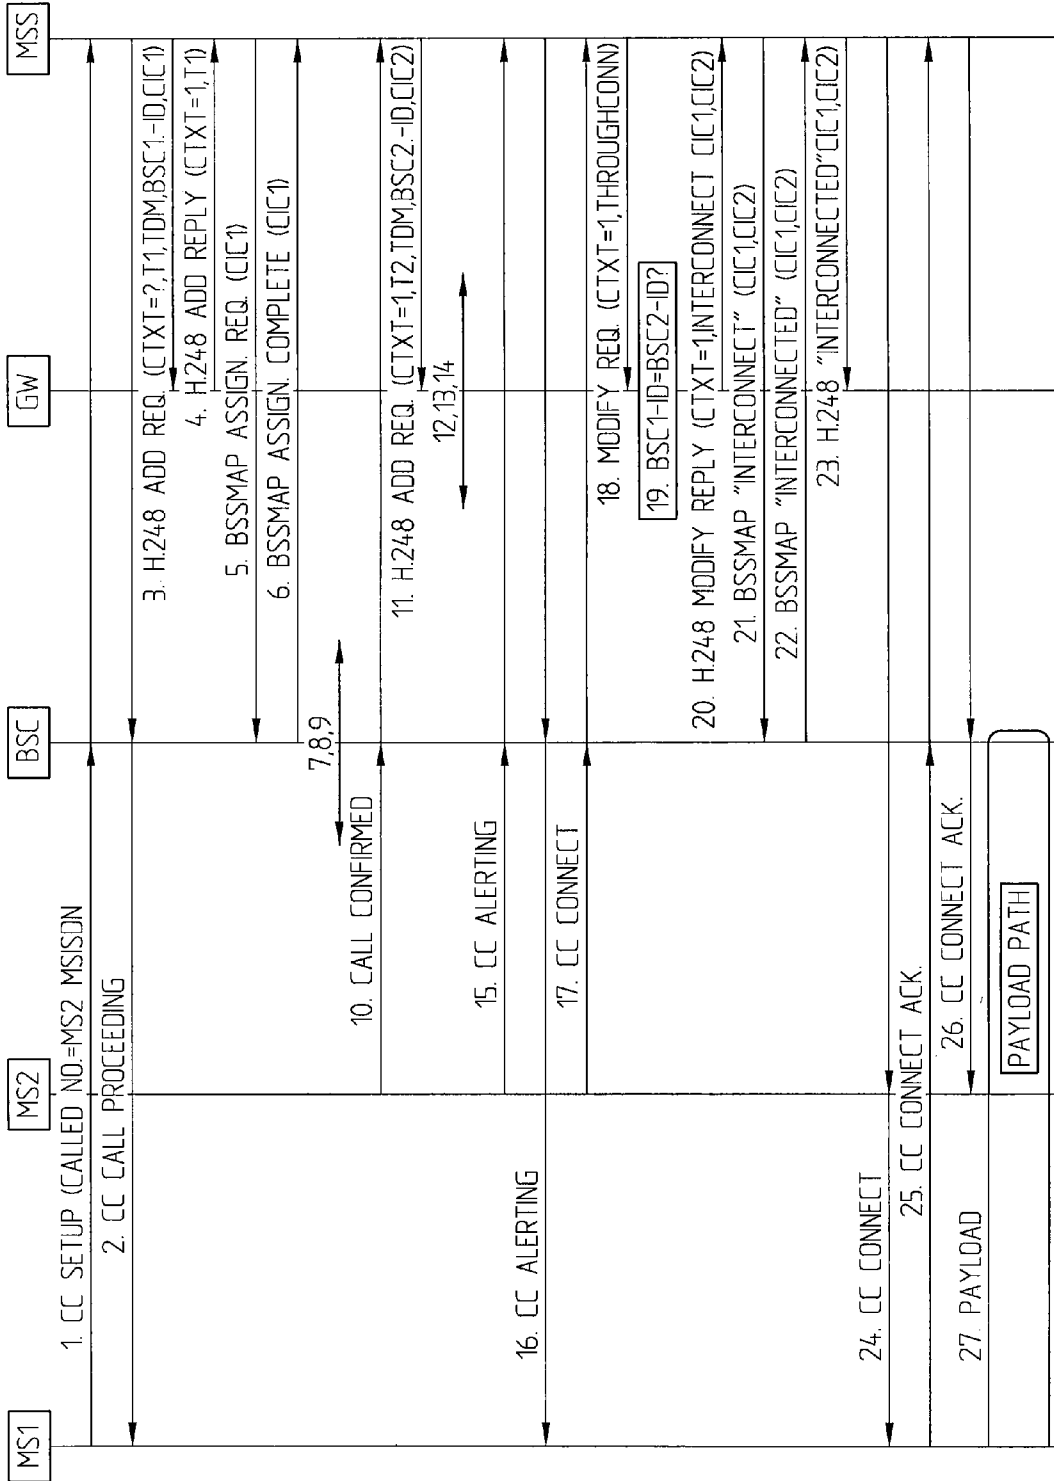 MS1
MS2
BSC
GW
MSS
1. CC SETUP (CALLED NO.=MS2 MSISDN
2. CC CALL PROCEEDING
3. H.248 ADD REQ. (CTXT=?,T1,TDM,BSC1.-ID,CIC1)
4. H.248 ADD REPLY (CTXT=1,T1)
5. BSSMAP ASSIGN. REQ. (CIC1)
6. BSSMAP ASSIGN. COMPLETE (CIC1)
7,8,9
10. CALL CONFIRMED
11. H.248 ADD REQ. (CTXT=1,T2,TDM,BSC2.-ID,CIC2)
12,13,14
15. CC ALERTING
16. CC ALERTING
17. CC CONNECT
18. MODIFY REQ. (CTXT=1,THROUGHCONN)
19. BSC1-ID=BSC2-ID?
20. H.248 MODIFY REPLY (CTXT=1,INTERCONNECT CIC1,CIC2)
21. BSSMAP "INTERCONNECT" (CIC1,CIC2)
22. BSSMAP "INTERCONNECTED" (CIC1,CIC2)
23. H.248 "INTERCONNECTED"CIC1,CIC2)
24. CC CONNECT
25. CC CONNECT ACK.
26. CC CONNECT ACK.
27. PAYLOAD
PAYLOAD PATH